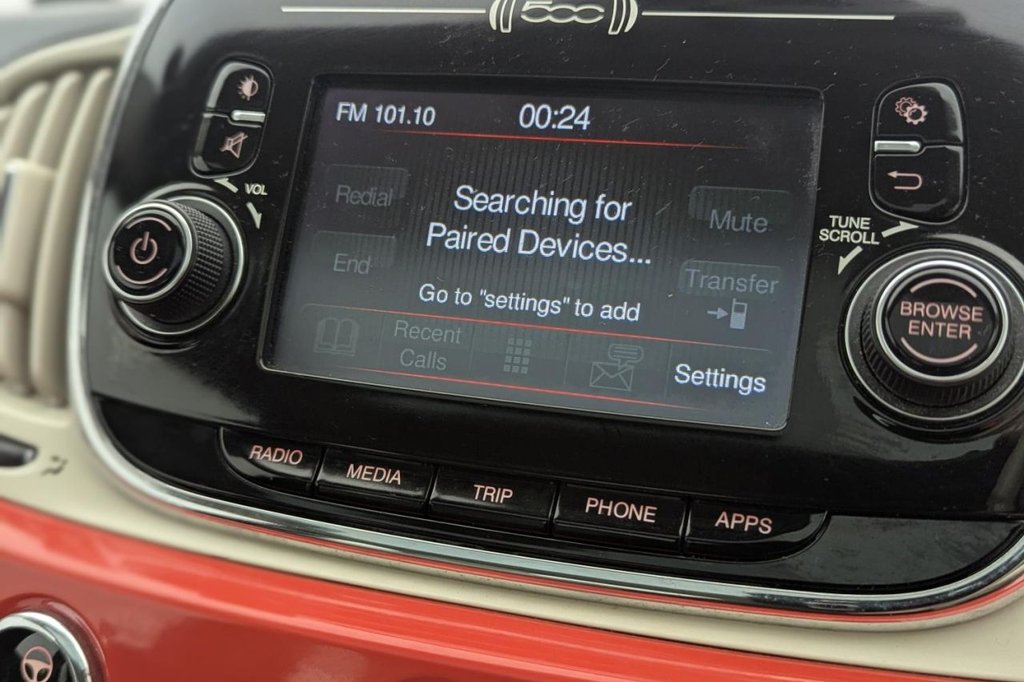 500
FM 101.10 00:24
Redial
Searching for
Paired Devices...
Mute
End
Transfer
Go to "settings" to add
Recent
Calls
Settings
VOL
TUNE
SCROLL
BROWSE
ENTER
RADIO
MEDIA
TRIP
PHONE
APPS